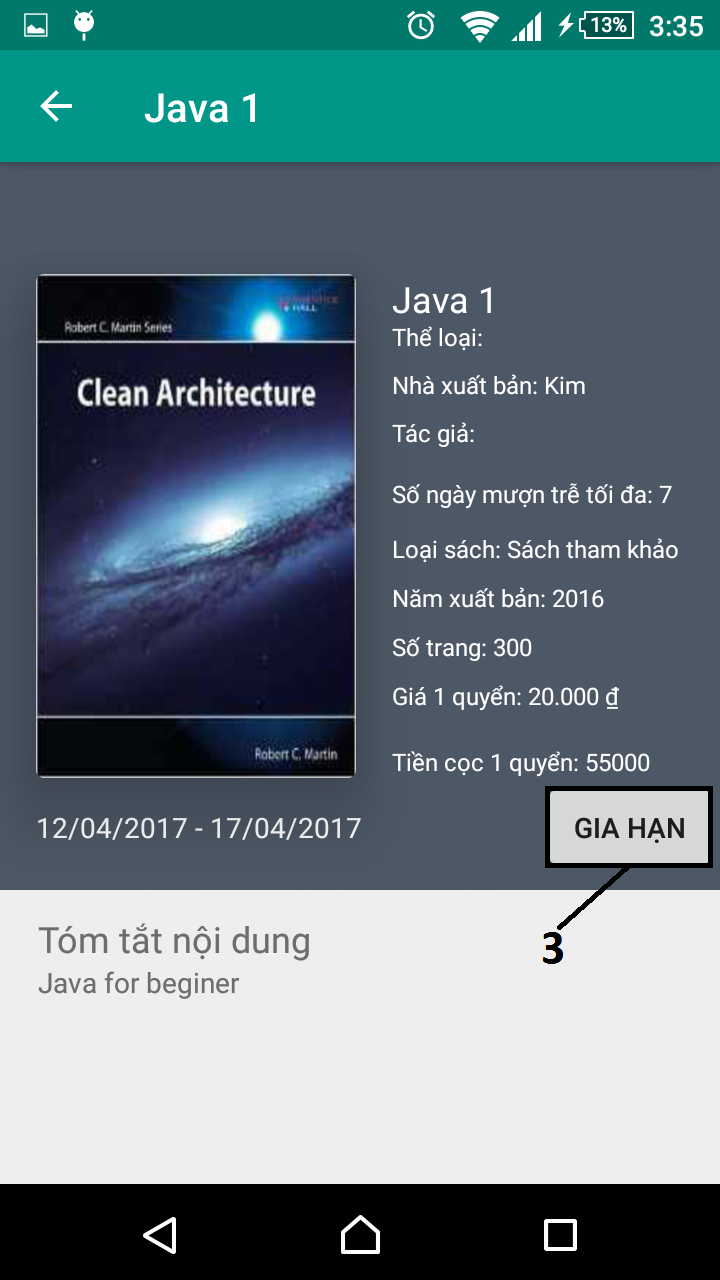 13% 3:35
Java 1
HALL
Robert C. Martin Series
Clean Architecture
Robert C. Martin
Java 1
Thể loại:
Nhà xuất bản: Kim
Tác giả:
Số ngày mượn trễ tối đa: 7
Loại sách: Sách tham khảo
Năm xuất bản: 2016
Số trang: 300
Giá 1 quyển: 20.000 ₫
Tiền cọc 1 quyển: 55000
12/04/2017 - 17/04/2017
GIA HẠN
3
Tóm tắt nội dung
Java for beginer